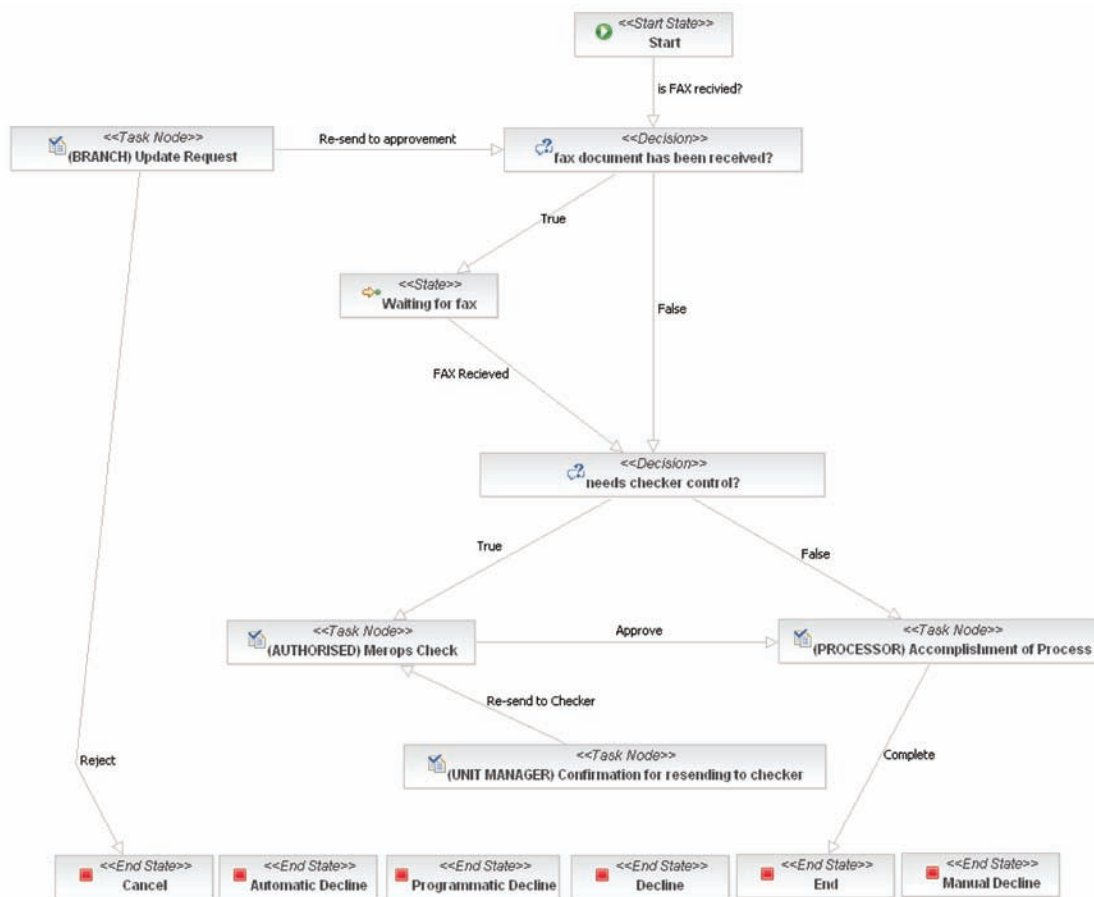 <<Start State>>
Start
is FAX recivied?
<<Task Node>>
(BRANCH) Update Request
Re-send to approvement
<<Decision>>
fax document has been received?
True
False
<<State>>
Waiting for fax
FAX Recieved
<<Decision>>
needs checker control?
True
False
<<Task Node>>
(AUTHORISED) Merops Check
Approve
<<Task Node>>
(PROCESSOR) Accomplishment of Process
Re-send to Checker
<<Task Node>>
(UNIT MANAGER) Confirmation for resending to checker
Reject
Complete
<<End State>>
Cancel
<<End State>>
Automatic Decline
<<End State>>
Programmatic Decline
<<End State>>
Decline
<<End State>>
End
<<End State>>
Manual Decline